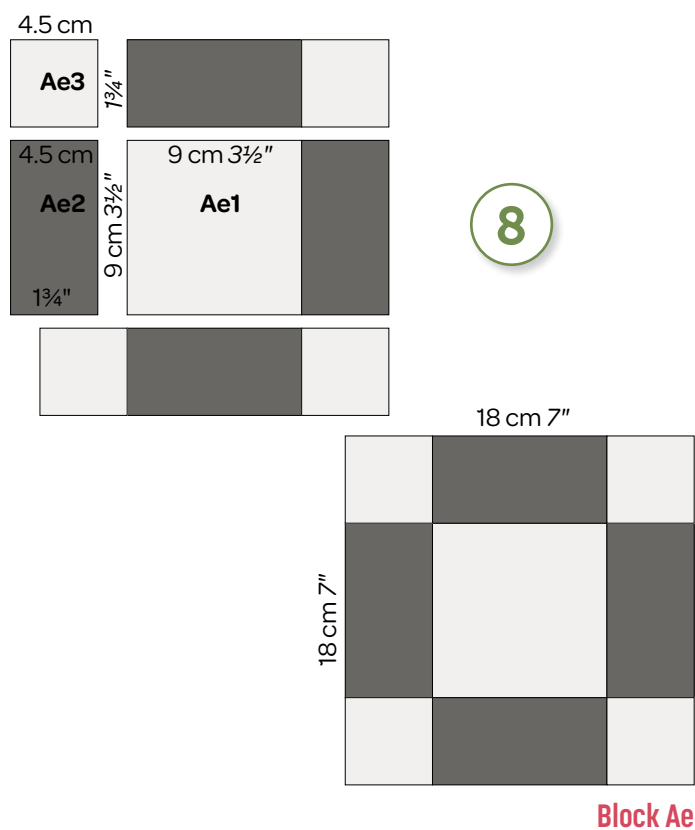 4.5 cm
Ae3
1¾"
4.5 cm
9 cm 3½"
Ae2
9 cm 3½"
Ae1
1¾"
8
18 cm 7"
18 cm 7"
Block Ae